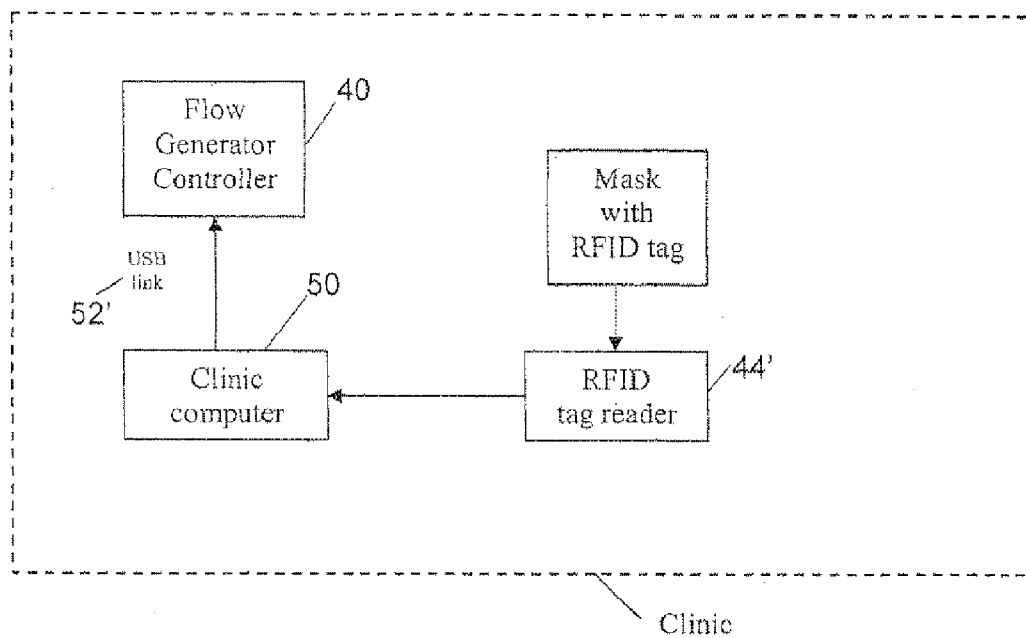 Flow
Generator
Controller
40
Mask
with
RFID tag
USB
link
52'
50
Clinic
computer
RFID
tag reader
44'
Clinic